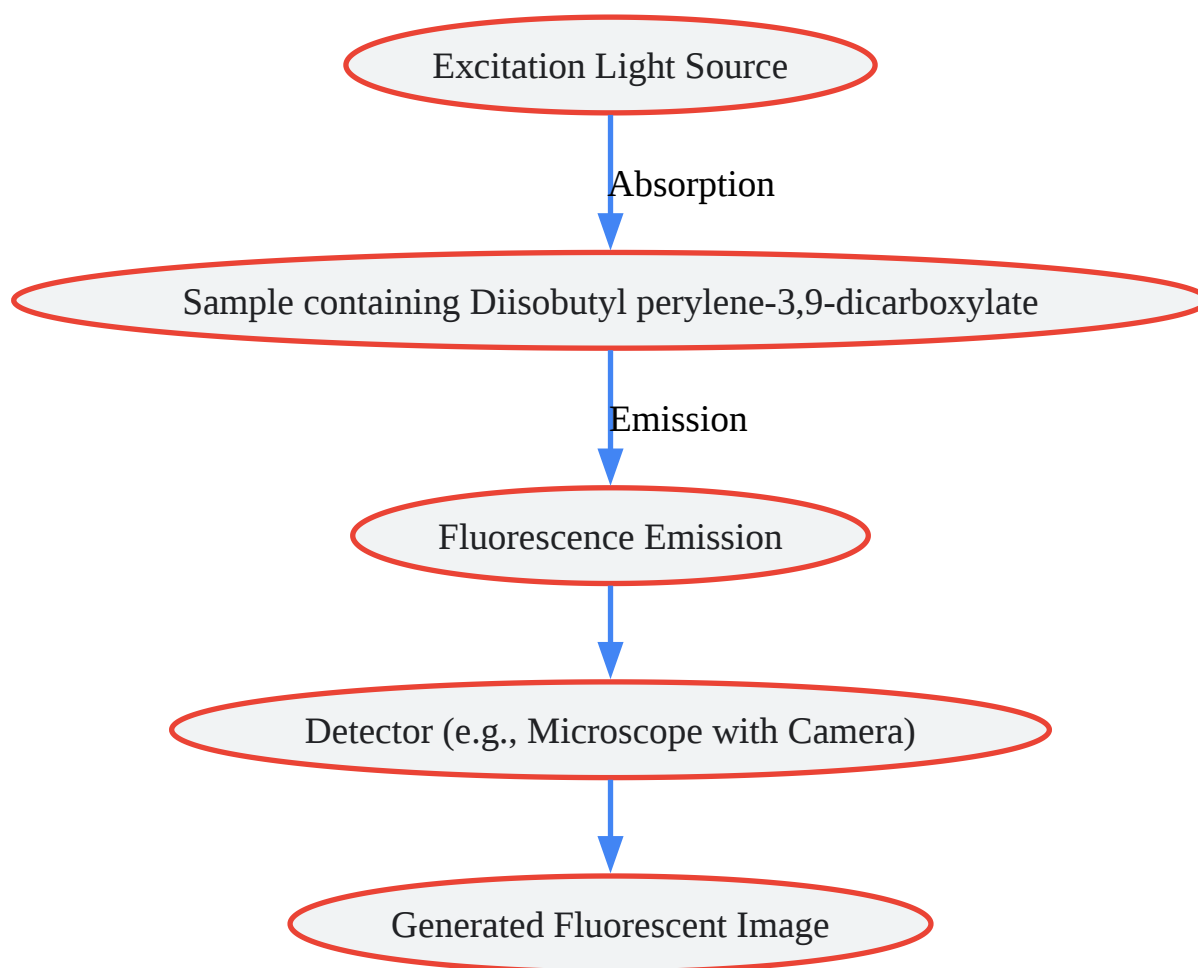 Excitation Light Source
Absorption
Sample containing Diisobutyl perylene-3,9-dicarboxylate
Emission
Fluorescence Emission
Detector (e.g., Microscope with Camera)
Generated Fluorescent Image